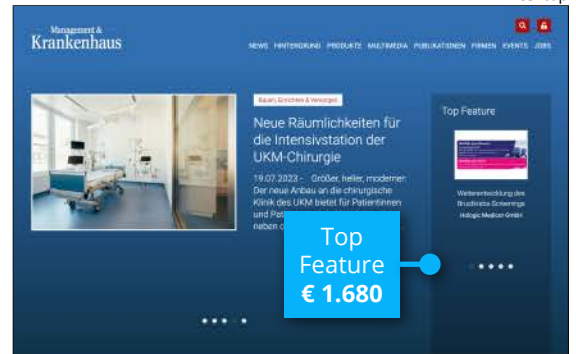 Management &
Krankenhaus
NEWS HINTERGRUND PRODUKTE MULTIMEDIA PUBLIKATIONEN FIRMEN EVENTS JOBS
Bauen, Einrichten & Versorgen
Neue Räumlichkeiten für
die Intensivstation der
UKM-Chirurgie
19.07.2023 - Größer, heller, moderner:
Der neue Anbau an die chirurgische
Klinik des UKM bietet für Patientinnen
und
neben
Top Feature
Weiterentwicklung des
Brustkrebs-Screenings
Hologic Medicor GmbH
Top
Feature
€ 1.680